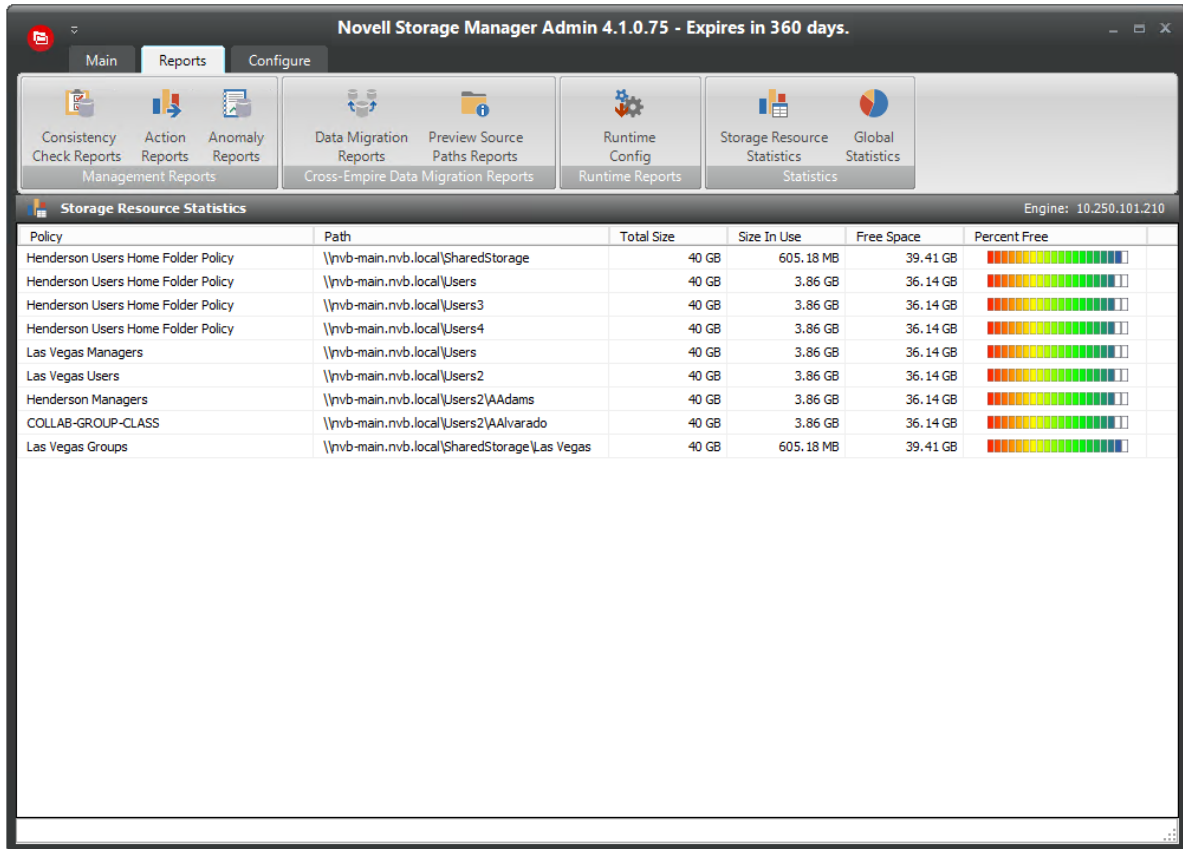 Novell Storage Manager Admin 4.1.0.75 - Expires in 360 days.
Main Reports Configure
Consistency Check Reports
Action Reports
Anomaly Reports
Management Reports
Data Migration Reports
Preview Source Paths Reports
Cross-Empire Data Migration Reports
Runtime Config
Runtime Reports
Storage Resource Statistics
Global Statistics
Statistics
Storage Resource Statistics Engine: 10.250.101.210
Policy Path Total Size Size In Use Free Space Percent Free
Henderson Users Home Folder Policy \\nvb-main.nvb.local\SharedStorage 40 GB 605.18 MB 39.41 GB
Henderson Users Home Folder Policy \\nvb-main.nvb.local\Users 40 GB 3.86 GB 36.14 GB
Henderson Users Home Folder Policy \\nvb-main.nvb.local\Users3 40 GB 3.86 GB 36.14 GB
Henderson Users Home Folder Policy \\nvb-main.nvb.local\Users4 40 GB 3.86 GB 36.14 GB
Las Vegas Managers \\nvb-main.nvb.local\Users 40 GB 3.86 GB 36.14 GB
Las Vegas Users \\nvb-main.nvb.local\Users2 40 GB 3.86 GB 36.14 GB
Henderson Managers \\nvb-main.nvb.local\Users2\AAdams 40 GB 3.86 GB 36.14 GB
COLLAB-GROUP-CLASS \\nvb-main.nvb.local\Users2\AAlvarado 40 GB 3.86 GB 36.14 GB
Las Vegas Groups \\nvb-main.nvb.local\SharedStorage\Las Vegas 40 GB 605.18 MB 39.41 GB